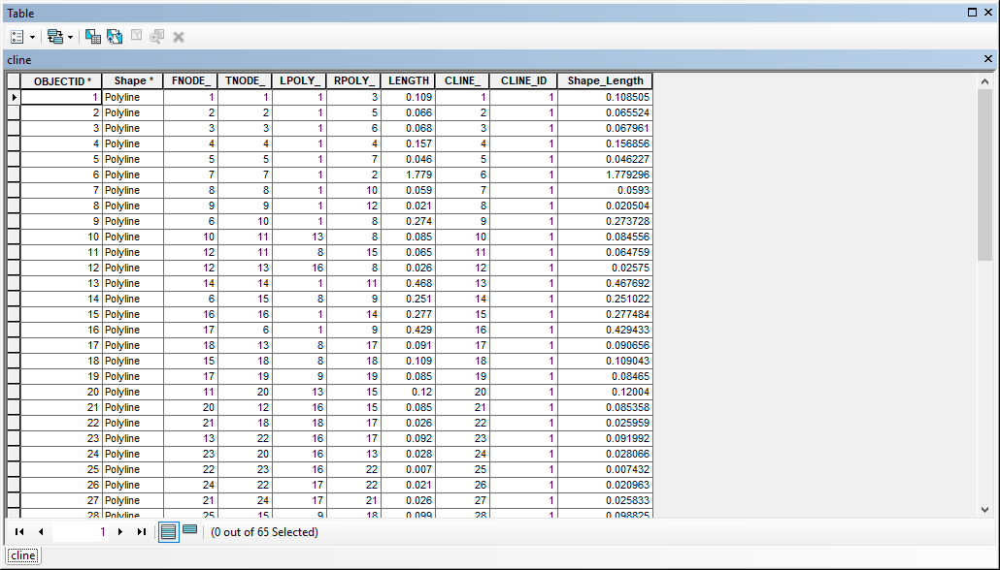 Table
cline
OBJECTID * Shape * FNODE_ TNODE_ LPOLY_ RPOLY_ LENGTH CLINE_ CLINE_ID Shape_Length
1 Polyline 1 1 1 3 0.109 1 1 0.108505
2 Polyline 2 2 1 5 0.066 2 1 0.065524
3 Polyline 3 3 1 6 0.068 3 1 0.067961
4 Polyline 4 4 1 4 0.157 4 1 0.156856
5 Polyline 5 5 1 7 0.046 5 1 0.046227
6 Polyline 7 7 1 2 1.779 6 1 1.779296
7 Polyline 8 8 1 10 0.059 7 1 0.0593
8 Polyline 9 9 1 12 0.021 8 1 0.020504
9 Polyline 6 10 1 8 0.274 9 1 0.273728
10 Polyline 10 11 13 8 0.085 10 1 0.084556
11 Polyline 12 11 8 15 0.065 11 1 0.064759
12 Polyline 12 13 16 8 0.026 12 1 0.02575
13 Polyline 14 14 1 11 0.468 13 1 0.467692
14 Polyline 6 15 8 9 0.251 14 1 0.251022
15 Polyline 16 16 1 14 0.277 15 1 0.277484
16 Polyline 17 6 1 9 0.429 16 1 0.429433
17 Polyline 18 13 8 17 0.091 17 1 0.090656
18 Polyline 15 18 8 18 0.109 18 1 0.109043
19 Polyline 17 19 9 19 0.085 19 1 0.08465
20 Polyline 11 20 13 15 0.12 20 1 0.12004
21 Polyline 20 12 16 15 0.085 21 1 0.085358
22 Polyline 21 18 18 17 0.026 22 1 0.025959
23 Polyline 13 22 16 17 0.092 23 1 0.091992
24 Polyline 23 20 16 13 0.028 24 1 0.028066
25 Polyline 22 23 16 22 0.007 25 1 0.007432
26 Polyline 24 22 17 22 0.021 26 1 0.020963
27 Polyline 21 24 17 21 0.026 27 1 0.025833
28 Polyline 25 15 9 18 0.099 28 1 0.098825
1 (0 out of 65 Selected)
cline